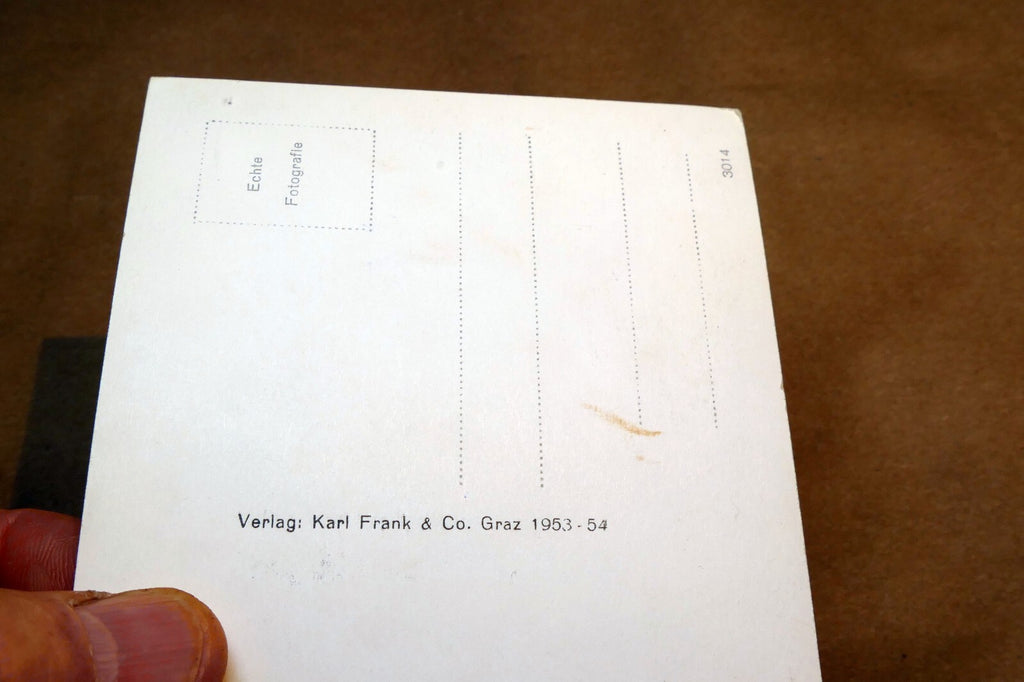 Echte
Fotografie
3014
Verlag: Karl Frank & Co. Graz 1953-54